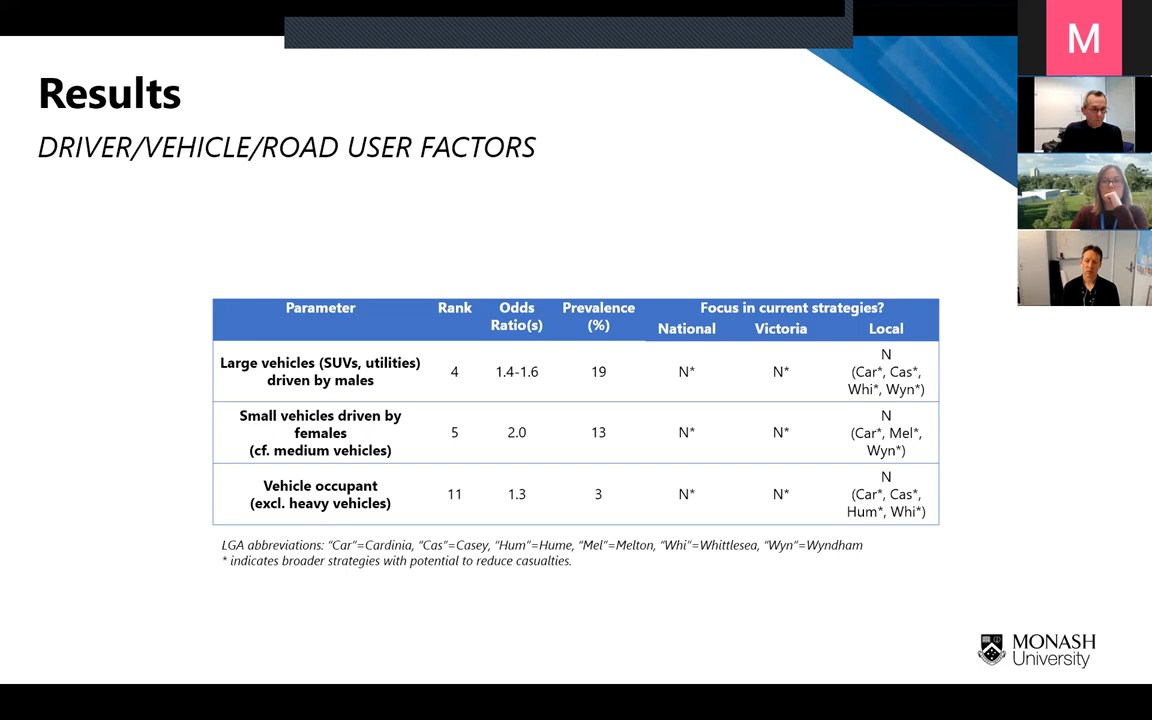 Results
DRIVER/VEHICLE/ROAD USER FACTORS
Parameter Rank Odds Ratio(s) Prevalence (%) Focus in current strategies?
National Victoria Local
Large vehicles (SUVs, utilities) driven by males 4 1.4-1.6 19 N* N* N (Car*, Cas*, Whi*, Wyn*)
Small vehicles driven by females (cf. medium vehicles) 5 2.0 13 N* N* N (Car*, Mel*, Wyn*)
Vehicle occupant (excl. heavy vehicles) 11 1.3 3 N* N* N (Car*, Cas*, Hum*, Whi*)
LGA abbreviations: “Car”=Cardinia, “Cas”=Casey, “Hum”=Hume, “Mel”=Melton, “Whi”=Whittlesea, “Wyn”=Wyndham
* indicates broader strategies with potential to reduce casualties.
MONASH
University
M